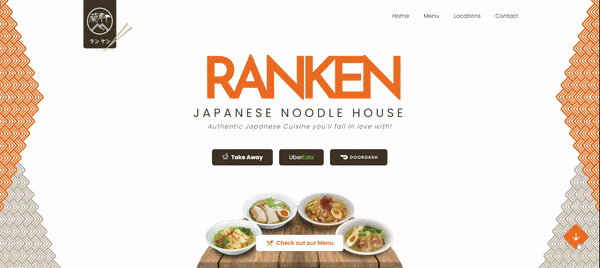 ランケン
Home Menu Locations Contact
RANKEN
JAPANESE NOODLE HOUSE
Authentic Japanese Cuisine you'll fall in love with!
Take Away
UberEats
DOORDASH
Check out our Menu